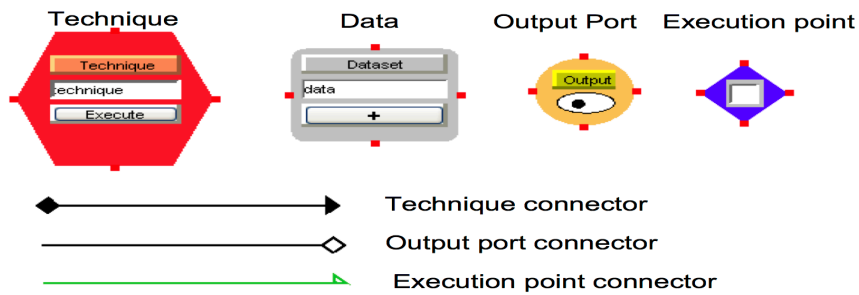 Technique Data Output Port Execution point
Technique
technique
Execute
Dataset
data
+
Output
Technique connector
Output port connector
Execution point connector